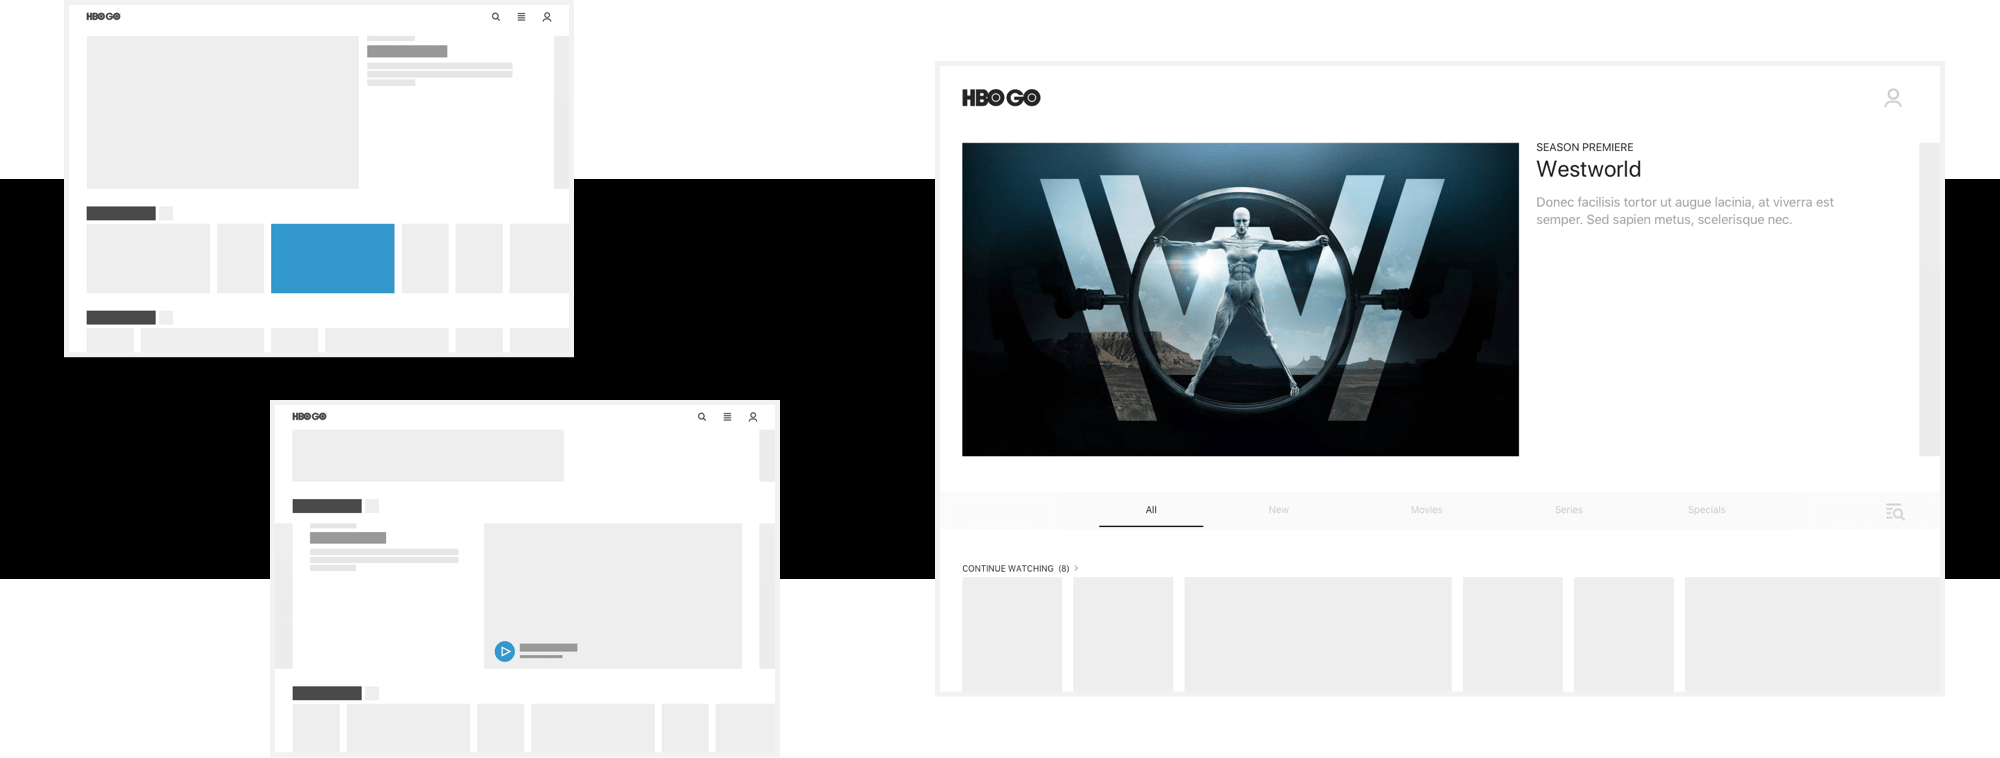 HBO GO
HBO GO
HBO GO
SEASON PREMIERE
Westworld
Donec facilisis tortor ut augue lacinia, at viverra est
semper. Sed sapien metus, scelerisque nec.
All New Movies Series Specials
CONTINUE WATCHING (8) >